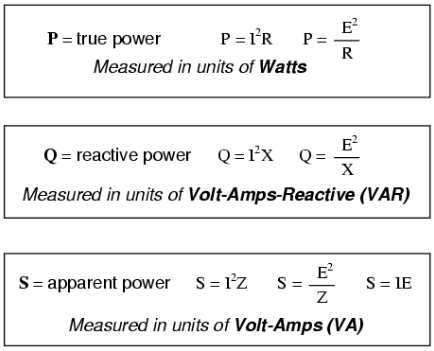 P = true power P = I²R P = E²/R
Measured in units of Watts
Q = reactive power Q = I²X Q = E²/X
Measured in units of Volt-Amps-Reactive (VAR)
S = apparent power S = I²Z S = E²/Z S = IE
Measured in units of Volt-Amps (VA)